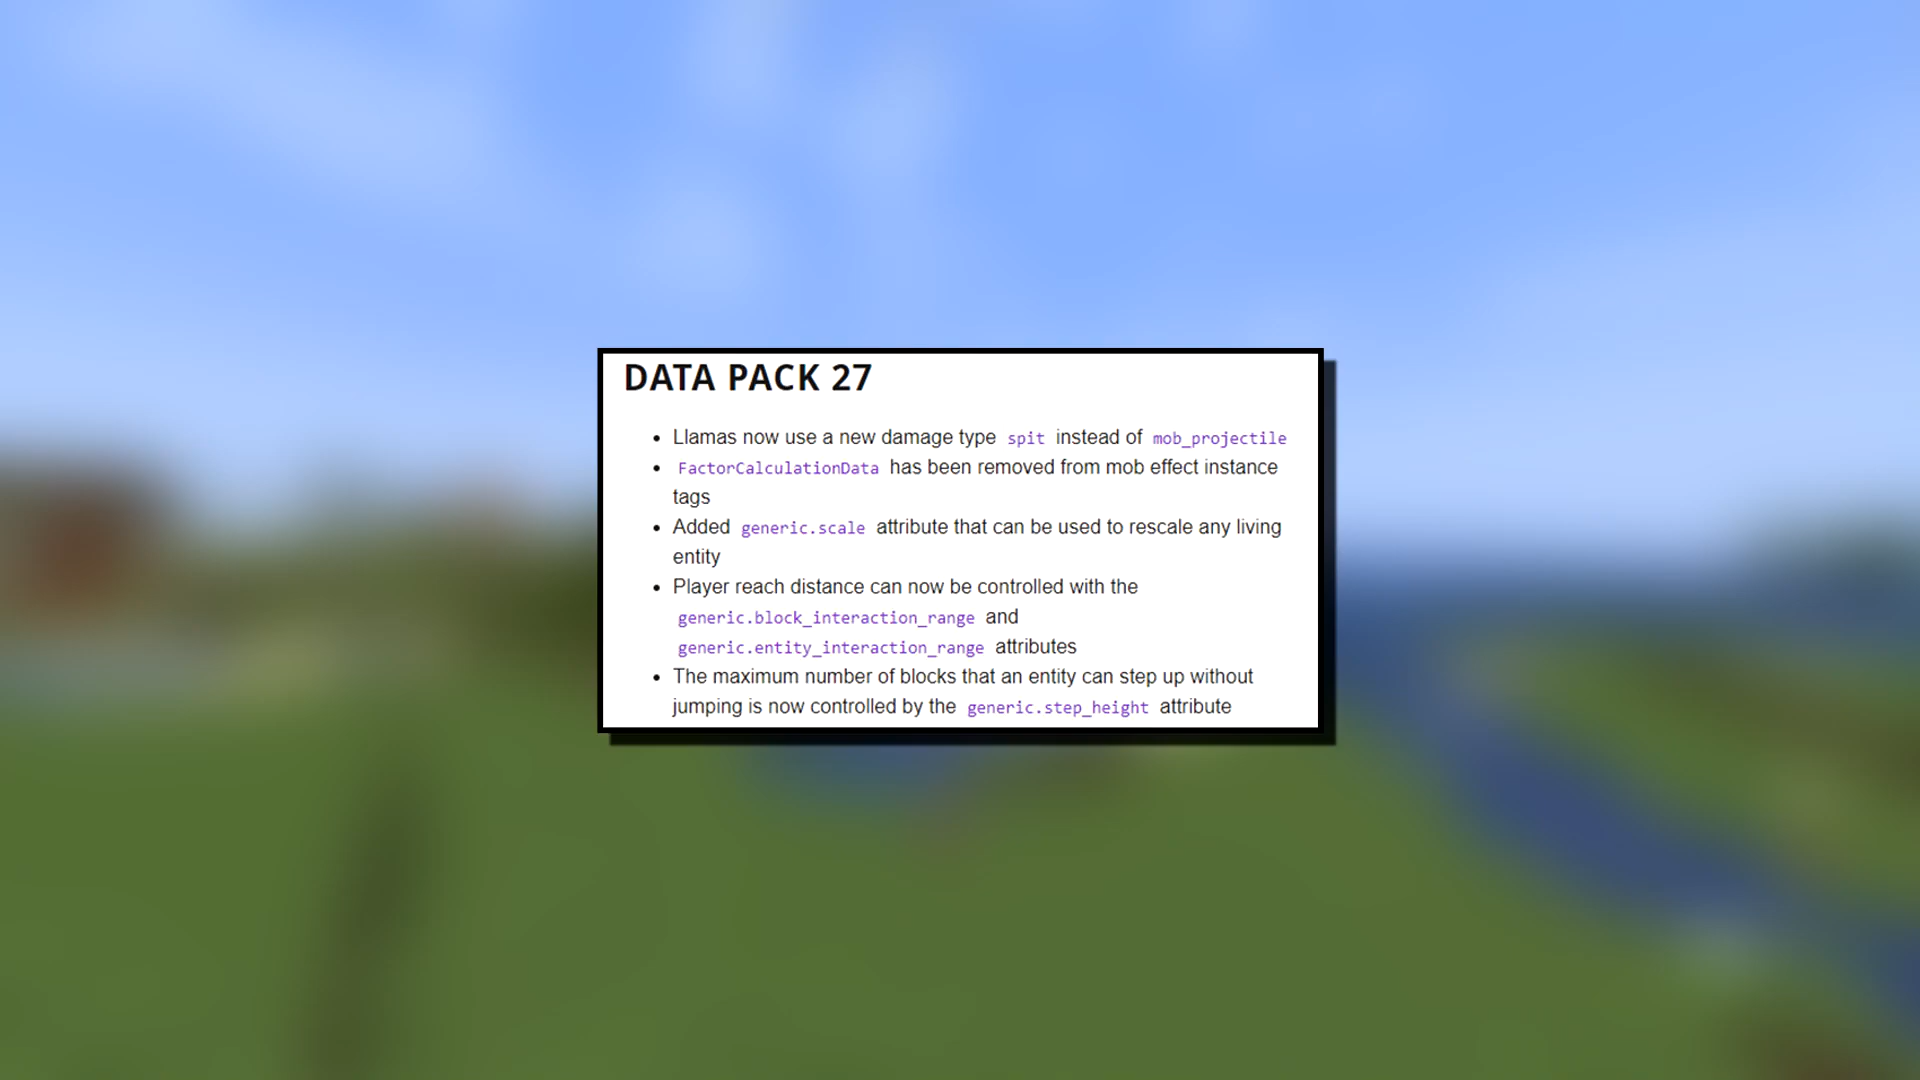 DATA PACK 27
• Llamas now use a new damage type spit instead of mob_projectile
• FactorCalculationData has been removed from mob effect instance
tags
• Added generic.scale attribute that can be used to rescale any living
entity
• Player reach distance can now be controlled with the
generic.block_interaction_range and
generic.entity_interaction_range attributes
• The maximum number of blocks that an entity can step up without
jumping is now controlled by the generic.step_height attribute